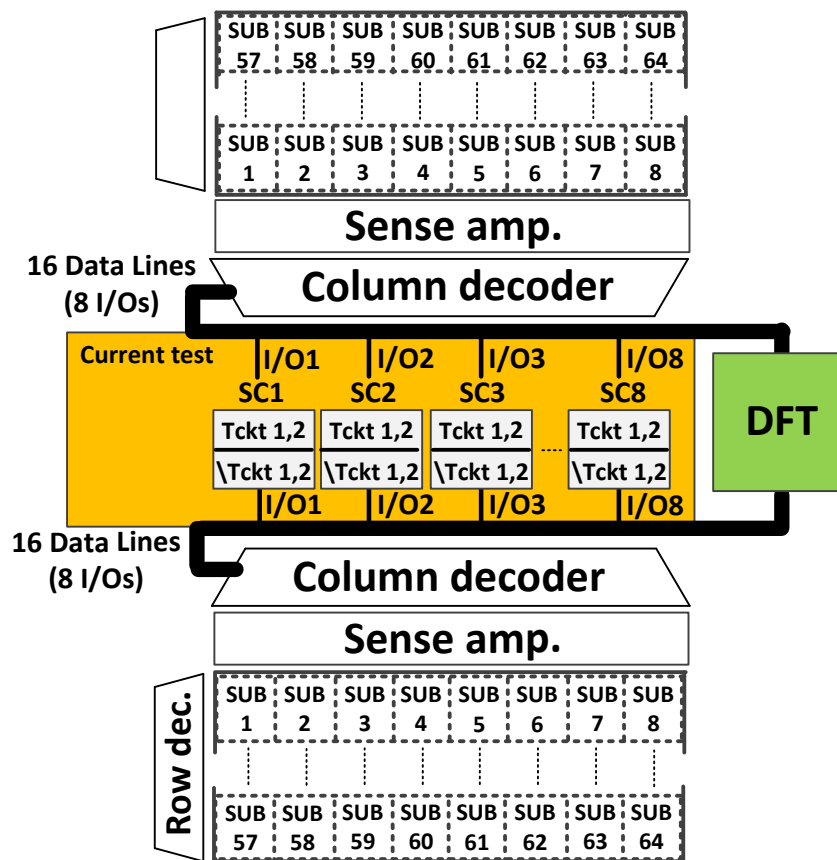 SUB SUB SUB SUB SUB SUB SUB SUB
57 58 59 60 61 62 63 64
SUB SUB SUB SUB SUB SUB SUB SUB
1 2 3 4 5 6 7 8
Sense amp.
16 Data Lines
(8 I/Os)
Column decoder
Current test
I/O1 I/O2 I/O3 I/O8
SC1 SC2 SC3 SC8
DFT
Tckt 1,2 Tckt 1,2 Tckt 1,2 Tckt 1,2
\Tckt 1,2 \Tckt 1,2 \Tckt 1,2 \Tckt 1,2
I/O1 I/O2 I/O3 I/O8
16 Data Lines
(8 I/Os)
Column decoder
Sense amp.
Row dec.
SUB SUB SUB SUB SUB SUB SUB SUB
1 2 3 4 5 6 7 8
SUB SUB SUB SUB SUB SUB SUB SUB
57 58 59 60 61 62 63 64